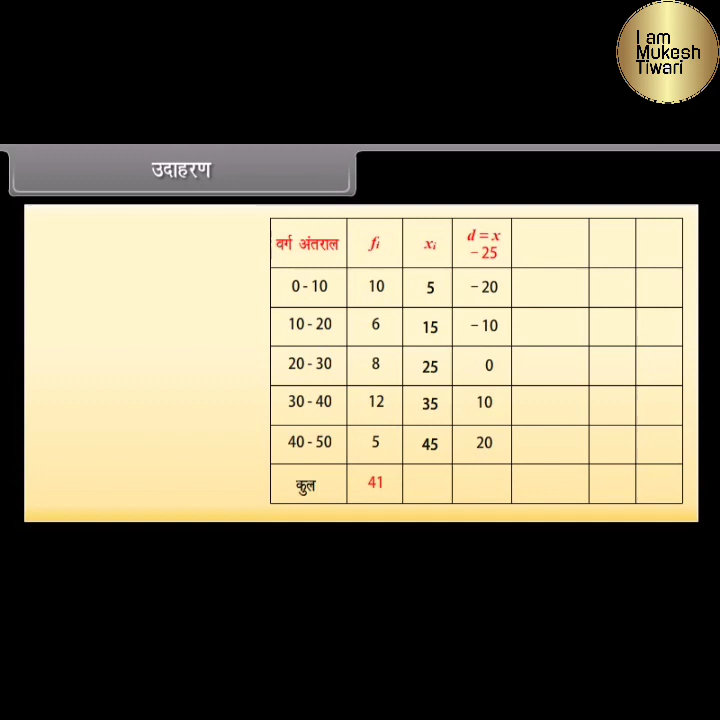 I am
Mukesh
Tiwari
उदाहरण
वर्ग अंतराल fi xi d = x
– 25
0 - 10 10 5 – 20
10 - 20 6 15 – 10
20 - 30 8 25 0
30 - 40 12 35 10
40 - 50 5 45 20
कुल 41